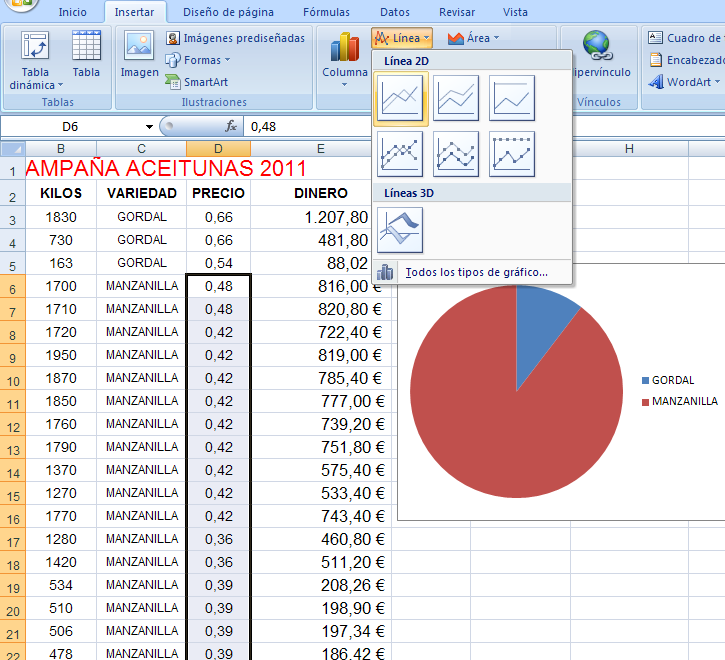 Inicio Insertar Diseño de página Fórmulas Datos Revisar Vista
Tabla dinámica
Tabla
Tablas
Imagen
Imágenes prediseñadas
Formas
SmartArt
Ilustraciones
Columna
Línea
Área
ipervínculo
Vínculos
Cuadro de
Encabezado
WordArt
Línea 2D
Líneas 3D
Todos los tipos de gráfico...
D6 fx 0,48
B C D E H
1 AMPAÑA ACEITUNAS 2011
2 KILOS VARIEDAD PRECIO DINERO
3 1830 GORDAL 0,66 1.207,80
4 730 GORDAL 0,66 481,80
5 163 GORDAL 0,54 88,02
6 1700 MANZANILLA 0,48 816,00 €
7 1710 MANZANILLA 0,48 820,80 €
8 1720 MANZANILLA 0,42 722,40 €
9 1950 MANZANILLA 0,42 819,00 €
10 1870 MANZANILLA 0,42 785,40 €
11 1850 MANZANILLA 0,42 777,00 €
12 1760 MANZANILLA 0,42 739,20 €
13 1790 MANZANILLA 0,42 751,80 €
14 1370 MANZANILLA 0,42 575,40 €
15 1270 MANZANILLA 0,42 533,40 €
16 1770 MANZANILLA 0,42 743,40 €
17 1280 MANZANILLA 0,36 460,80 €
18 1420 MANZANILLA 0,36 511,20 €
19 534 MANZANILLA 0,39 208,26 €
20 510 MANZANILLA 0,39 198,90 €
21 506 MANZANILLA 0,39 197,34 €
22 478 MANZANILLA 0,39 186,42 €
GORDAL
MANZANILLA